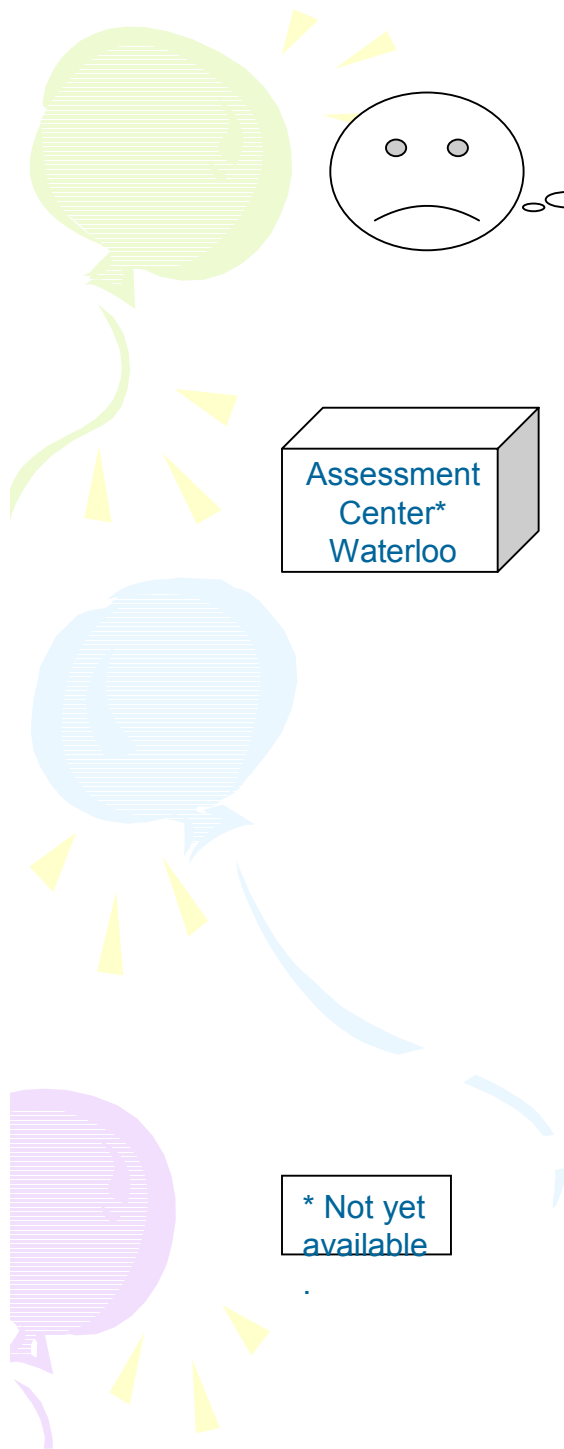 Assessment
Center*
Waterloo
* Not yet
available
.